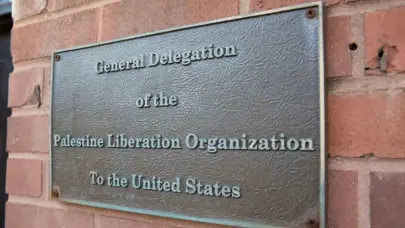 General Delegation
of the
Palestine Liberation Organization
To the United States